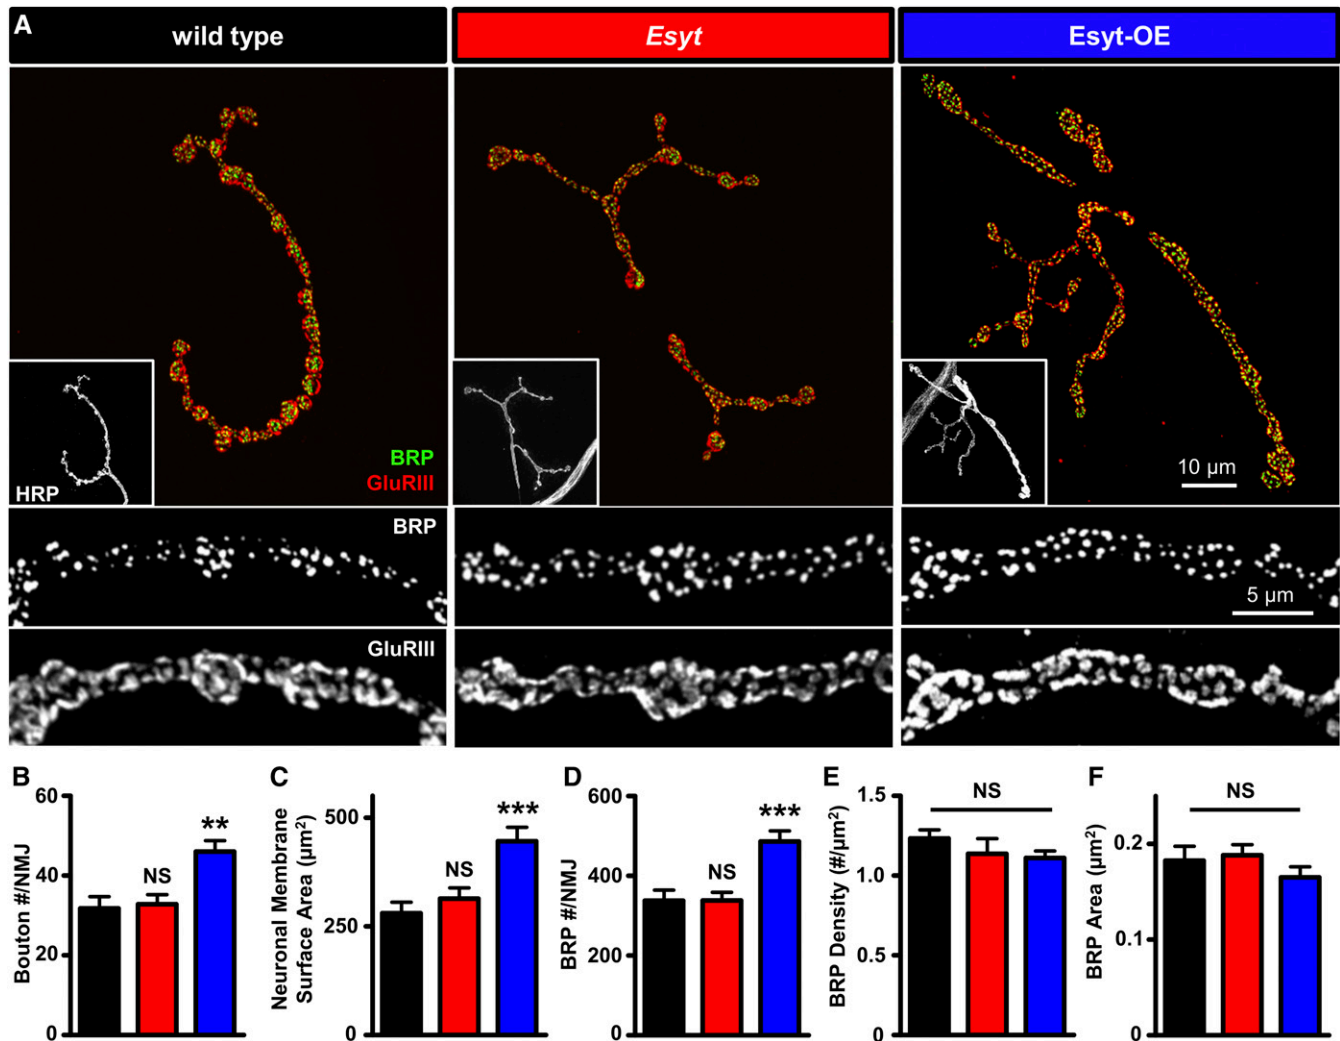 A
wild type
Esyt
Esyt-OE
BRP
GluRIII
HRP
10 µm
BRP
5 µm
GluRIII
B
60
40
20
0
Bouton #/NMJ
NS
**
C
500
250
0
Neuronal Membrane
Surface Area (µm²)
NS
***
D
600
400
200
0
BRP #/NMJ
NS
***
E
1.5
1.0
0.5
0
BRP Density (#/µm²)
NS
F
0.2
0.1
0
BRP Area (µm²)
NS